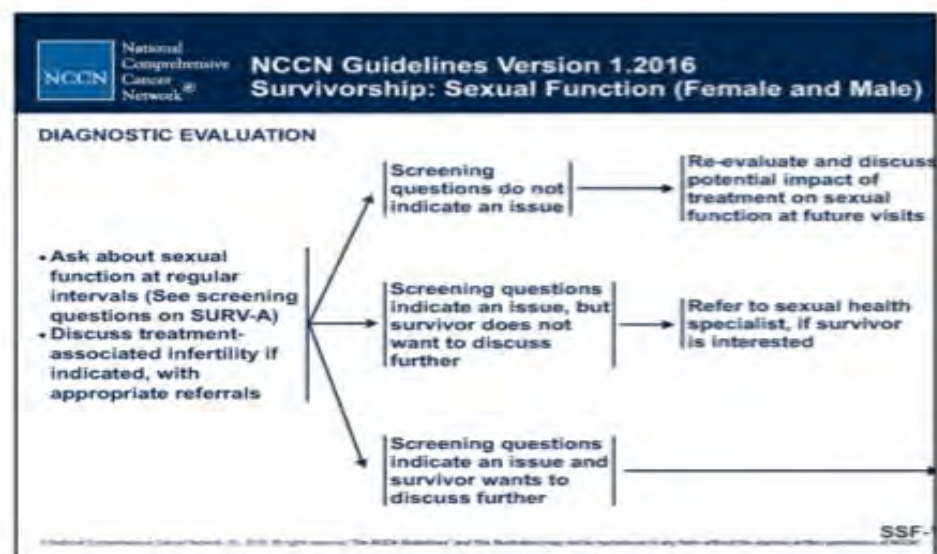 NCCN
National
Comprehensive
Cancer
Network®
NCCN Guidelines Version 1.2016
Survivorship: Sexual Function (Female and Male)
DIAGNOSTIC EVALUATION
• Ask about sexual
function at regular
intervals (See screening
questions on SURV-A)
• Discuss treatment-
associated infertility if
indicated, with
appropriate referrals
Screening
questions do not
indicate an issue
Re-evaluate and discuss
potential impact of
treatment on sexual
function at future visits
Screening questions
indicate an issue, but
survivor does not
want to discuss
further
Refer to sexual health
specialist, if survivor
is interested
Screening questions
indicate an issue and
survivor wants to
discuss further
SSF-